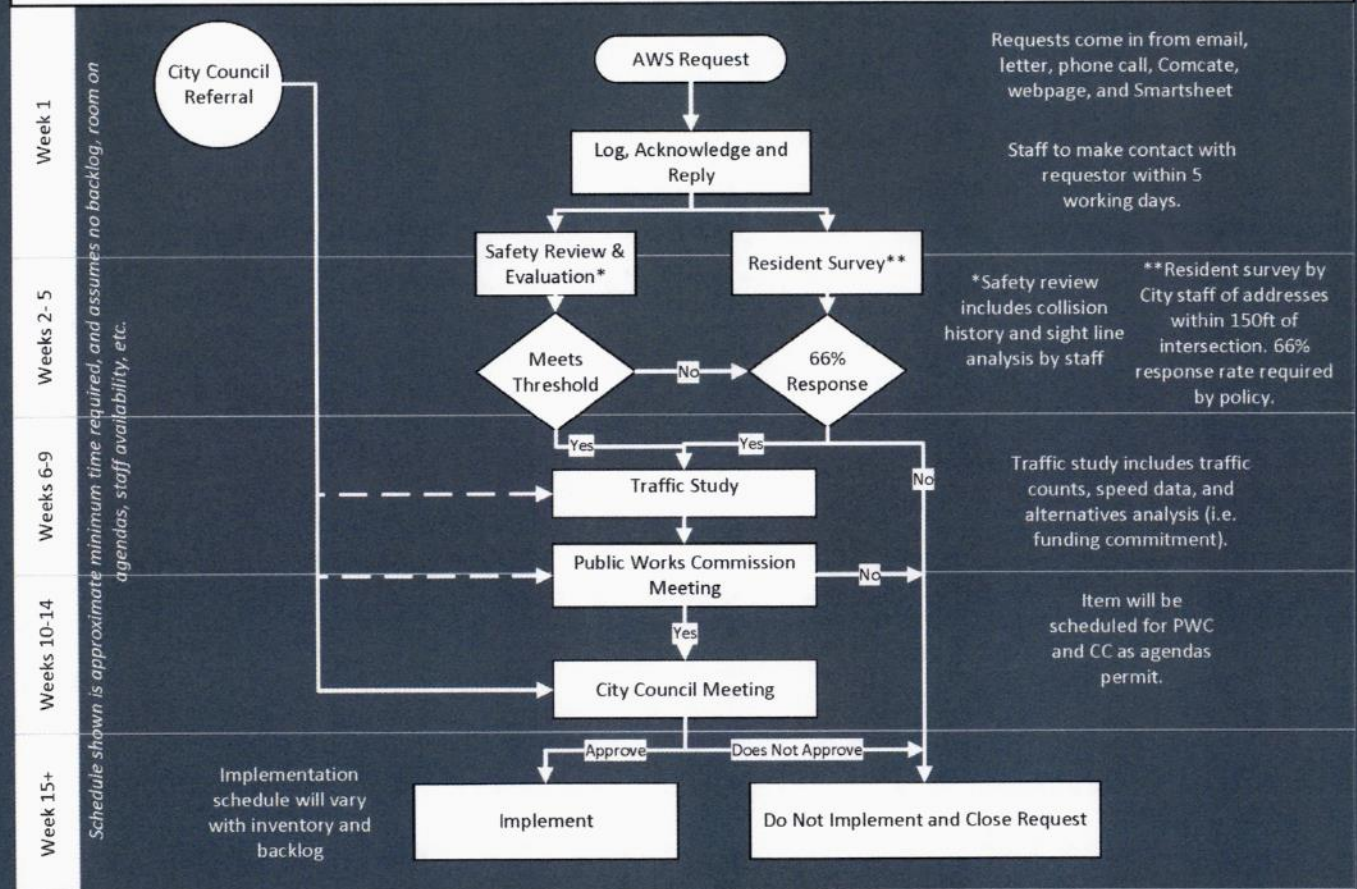 Week 1
Weeks 2- 5
Weeks 6-9
Weeks 10-14
Week 15+
Schedule shown is approximate minimum time required, and assumes no backlog, room on
agendas, staff availability, etc.
City Council
Referral
AWS Request
Requests come in from email,
letter, phone call, Comcate,
webpage, and Smartsheet
Log, Acknowledge and
Reply
Staff to make contact with
requestor within 5
working days.
Safety Review &
Evaluation*
Resident Survey**
*Safety review
includes collision
history and sight line
analysis by staff
**Resident survey by
City staff of addresses
within 150ft of
intersection. 66%
response rate required
by policy.
Meets
Threshold
No
66%
Response
Yes
Yes
No
Traffic Study
Traffic study includes traffic
counts, speed data, and
alternatives analysis (i.e.
funding commitment).
Public Works Commission
Meeting
No
Yes
Item will be
scheduled for PWC
and CC as agendas
permit.
City Council Meeting
Approve
Does Not Approve
Implementation
schedule will vary
with inventory and
backlog
Implement
Do Not Implement and Close Request